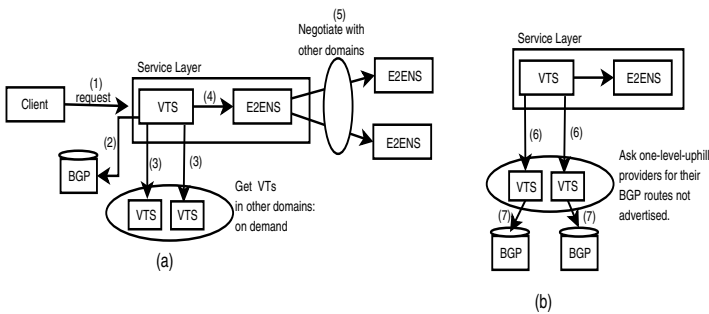 (5)
Negotiate with
other domains
Service Layer
(1)
request
Client
VTS
(4)
E2ENS
E2ENS
E2ENS
(2)
BGP
(3)
(3)
VTS
VTS
Get VTs
in other domains:
on demand
(a)
Service Layer
VTS
E2ENS
(6)
(6)
Ask one-level-uphill
providers for their
BGP routes not
advertised.
VTS
VTS
(7)
(7)
BGP
BGP
(b)